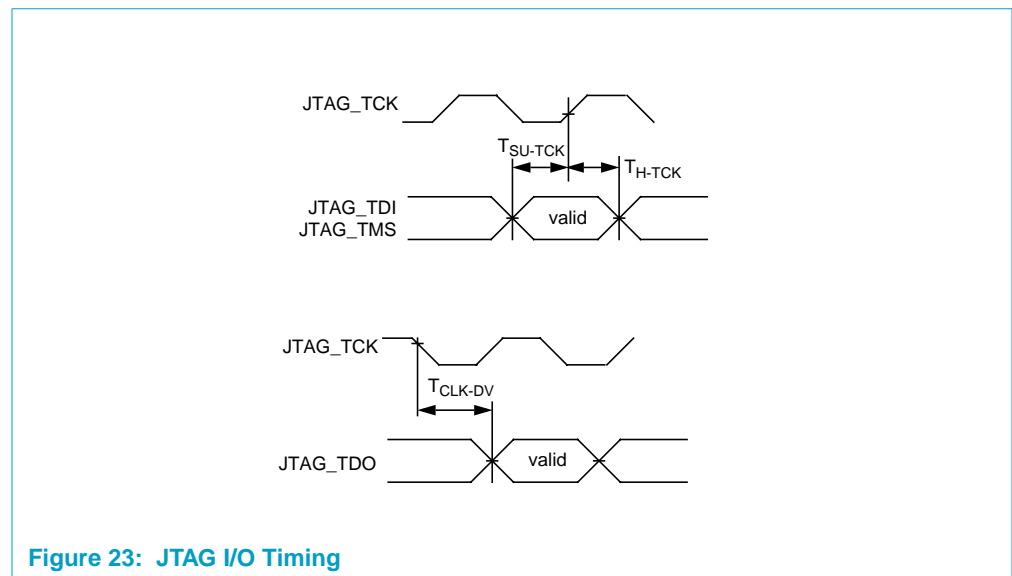 JTAG_TCK
TSU-TCK
TH-TCK
JTAG_TDI
valid
JTAG_TMS
JTAG_TCK
TCLK-DV
JTAG_TDO
valid
Figure 23: JTAG I/O Timing